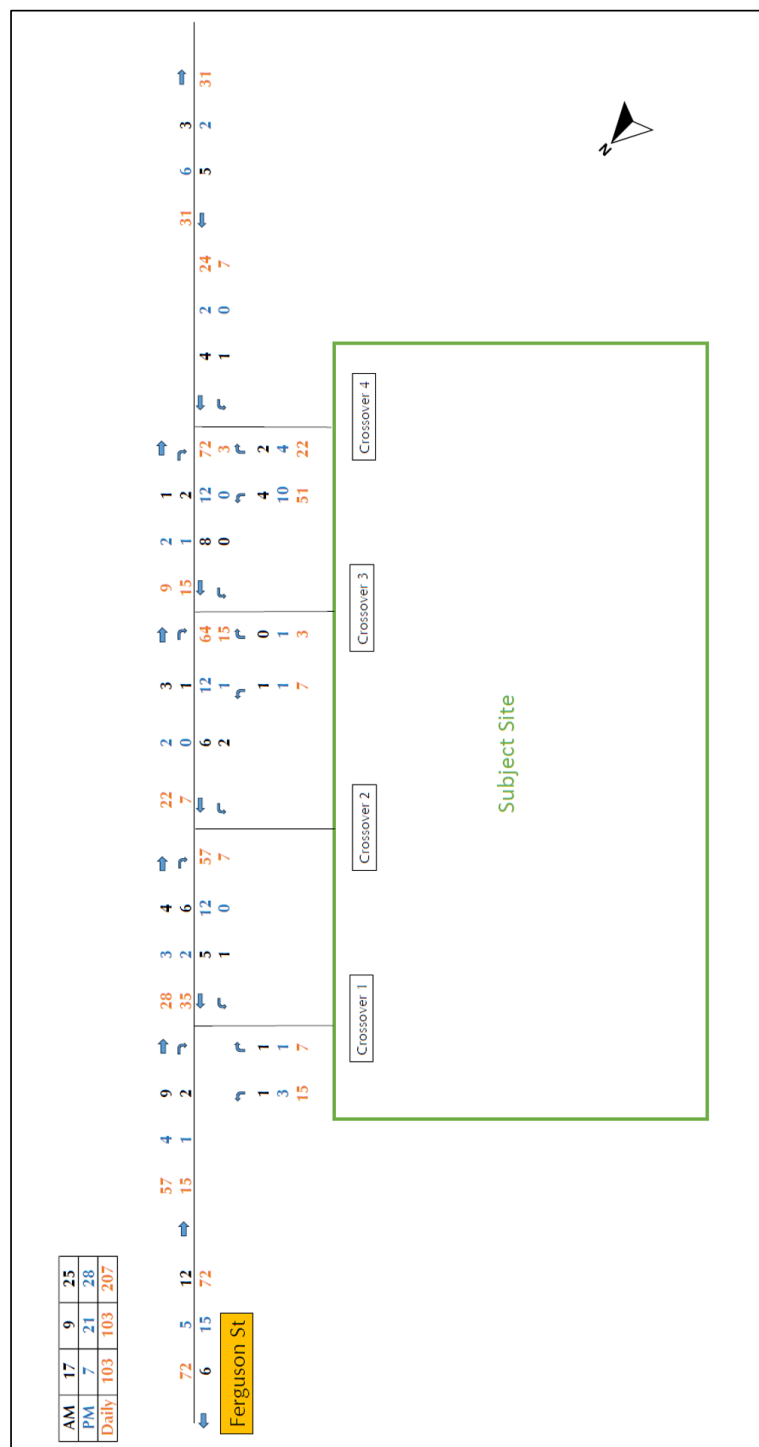 AM 17 9 25
PM 7 21 28
Daily 103 103 207
57 4 9 28 3 4 22 2 3 9 2 1
72 5 12 15 1 2 35 2 6 7 0 1 15 1 2 31 6 3
6 15 72 5 12 57 6 12 64 8 12 72 4 2 24 5 2 31
1 0 7 2 1 15 0 0 3 1 0 7
Ferguson St
1 1 1 0 4 2
3 1 1 1 10 4
15 7 7 3 51 22
Crossover 1 Crossover 2 Crossover 3 Crossover 4
Subject Site
N